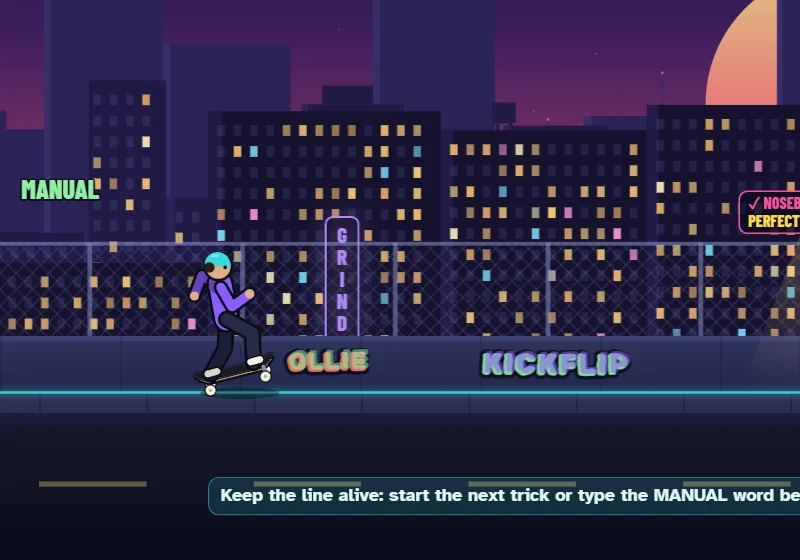 MANUAL
✓ NOSEB
PERFECT
GRIND
OLLIE
KICKFLIP
Keep the line alive: start the next trick or type the MANUAL word be